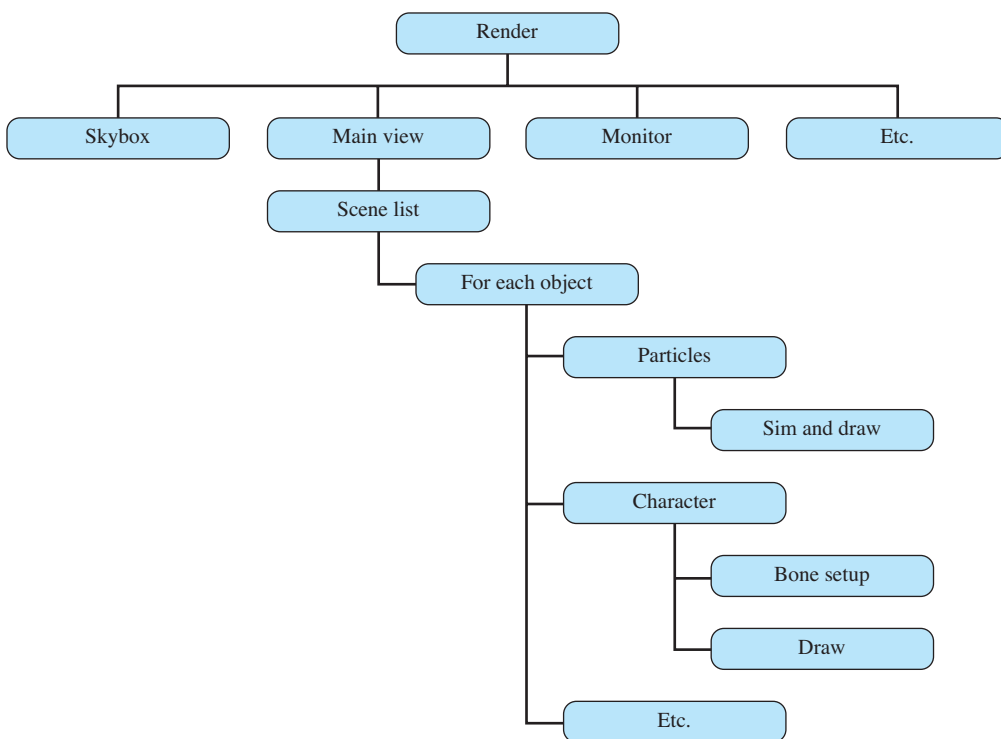 Render
Skybox
Main view
Monitor
Etc.
Scene list
For each object
Particles
Sim and draw
Character
Bone setup
Draw
Etc.